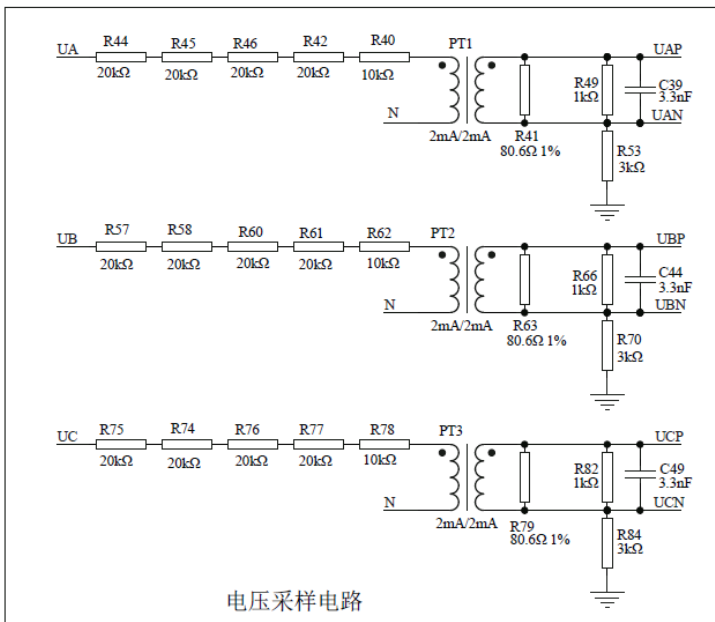 R44 R45 R46 R42 R40 PT1
UA UAP
20kΩ 20kΩ 20kΩ 20kΩ 10kΩ
R49 1kΩ
C39 3.3nF
N UAN
2mA/2mA
R41
80.6Ω 1%
R53
3kΩ
R57 R58 R60 R61 R62 PT2
UB UBP
20kΩ 20kΩ 20kΩ 20kΩ 10kΩ
R66 1kΩ
C44 3.3nF
N UBN
2mA/2mA
R63
80.6Ω 1%
R70
3kΩ
R75 R74 R76 R77 R78 PT3
UC UCP
20kΩ 20kΩ 20kΩ 20kΩ 10kΩ
R82 1kΩ
C49 3.3nF
N UCN
2mA/2mA
R79
80.6Ω 1%
R84
3kΩ
电压采样电路